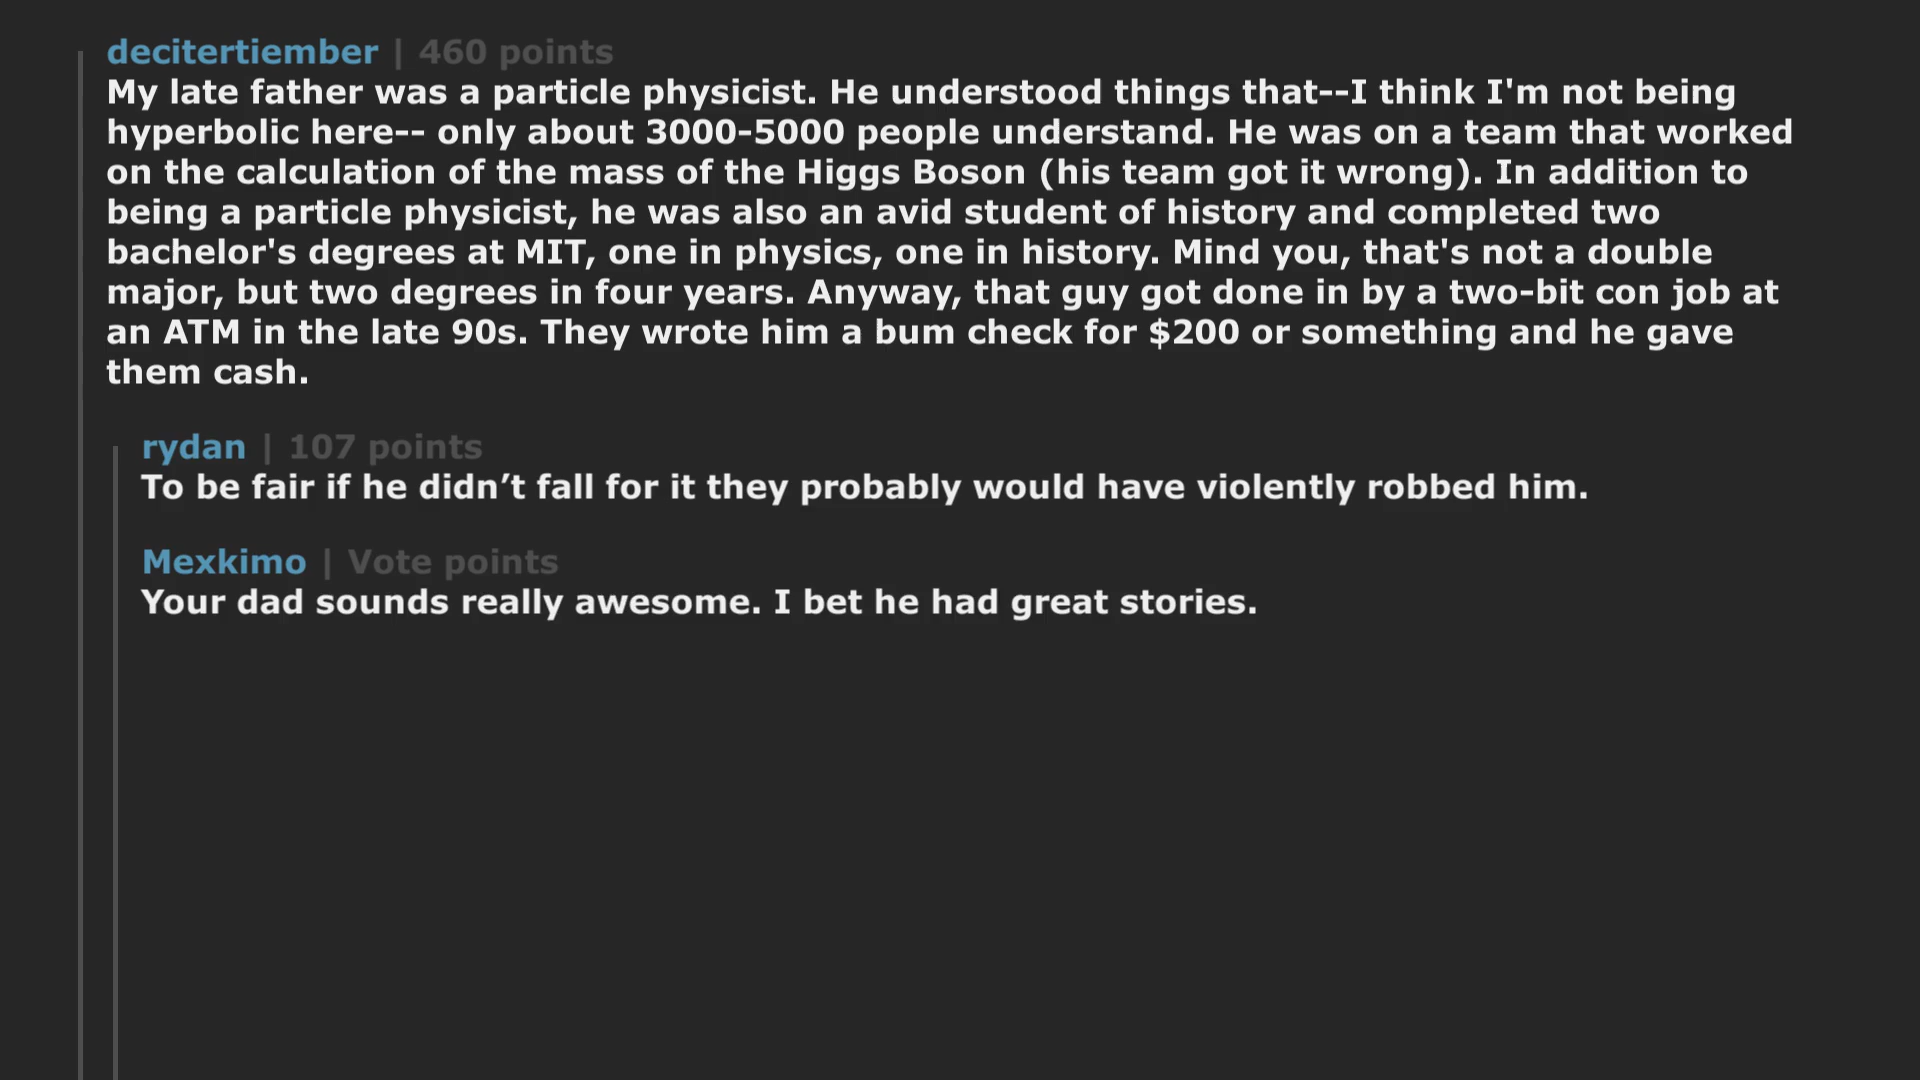 decitertiember | 460 points
My late father was a particle physicist. He understood things that--I think I'm not being
hyperbolic here-- only about 3000-5000 people understand. He was on a team that worked
on the calculation of the mass of the Higgs Boson (his team got it wrong). In addition to
being a particle physicist, he was also an avid student of history and completed two
bachelor's degrees at MIT, one in physics, one in history. Mind you, that's not a double
major, but two degrees in four years. Anyway, that guy got done in by a two-bit con job at
an ATM in the late 90s. They wrote him a bum check for $200 or something and he gave
them cash.
rydan | 107 points
To be fair if he didn’t fall for it they probably would have violently robbed him.
Mexkimo | Vote points
Your dad sounds really awesome. I bet he had great stories.